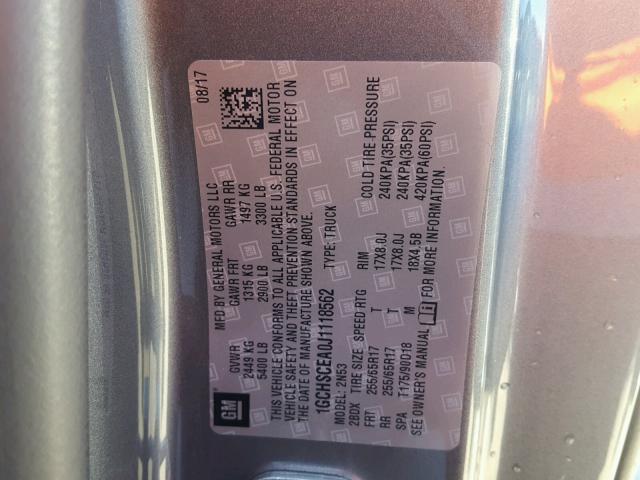 08/17
MFD BY GENERAL MOTORS LLC
GVWR GAWR FRT GAWR RR
2449 KG 1315 KG 1497 KG
5400 LB 2900 LB 3300 LB
THIS VEHICLE CONFORMS TO ALL APPLICABLE U.S. FEDERAL MOTOR
VEHICLE SAFETY AND THEFT PREVENTION STANDARDS IN EFFECT ON
THE DATE OF MANUFACTURE SHOWN ABOVE.
GM
1GCHSCEA0J1118562 TYPE: TRUCK
MODEL: 2N53
2BDX TIRE SIZE SPEED RTG RIM COLD TIRE PRESSURE
FRT 255/65R17 T 17X8.0J 240KPA(35PSI)
RR 255/65R17 T 17X8.0J 240KPA(35PSI)
SPA T175/90D18 M 18X4.5B 420KPA(60PSI)
SEE OWNER'S MANUAL FOR MORE INFORMATION.